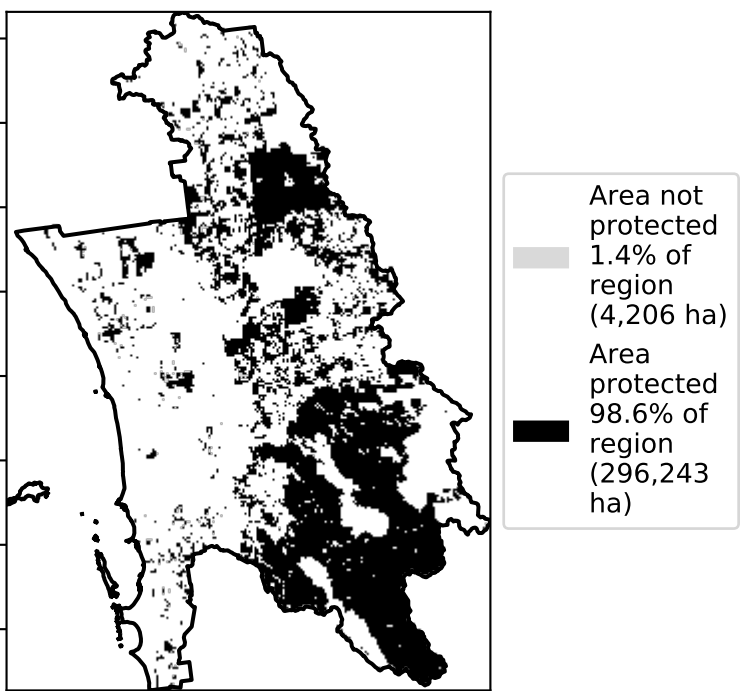 Area not
protected
1.4% of
region
(4,206 ha)
Area
protected
98.6% of
region
(296,243
ha)